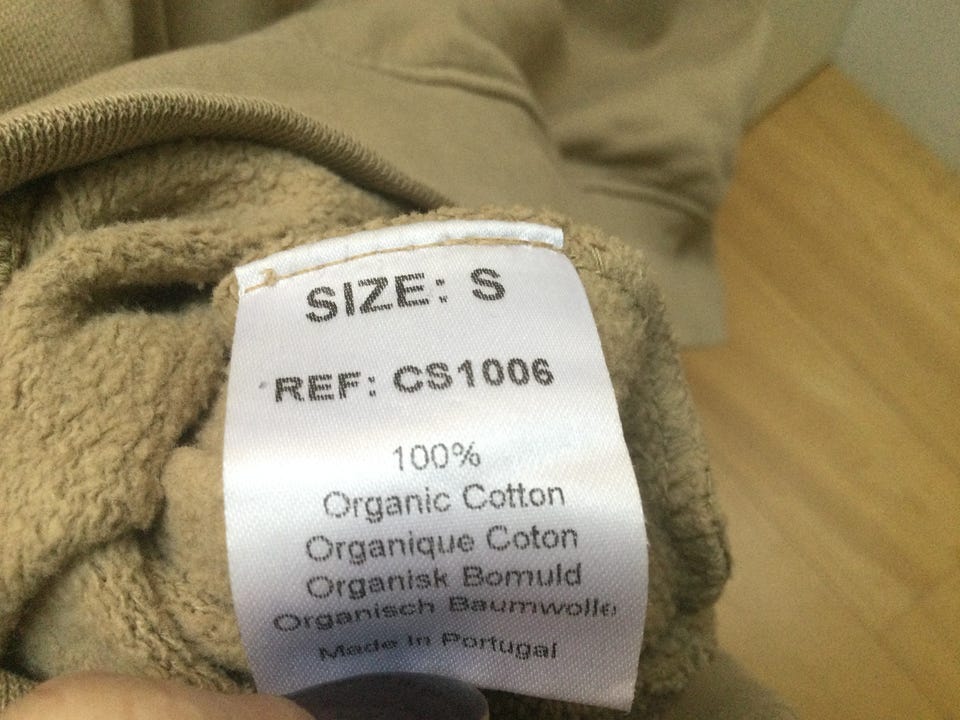 SIZE: S
REF: CS1006
100%
Organic Cotton
Organique Coton
Organisk Bomuld
Organisch Baumwolle
Made In Portugal